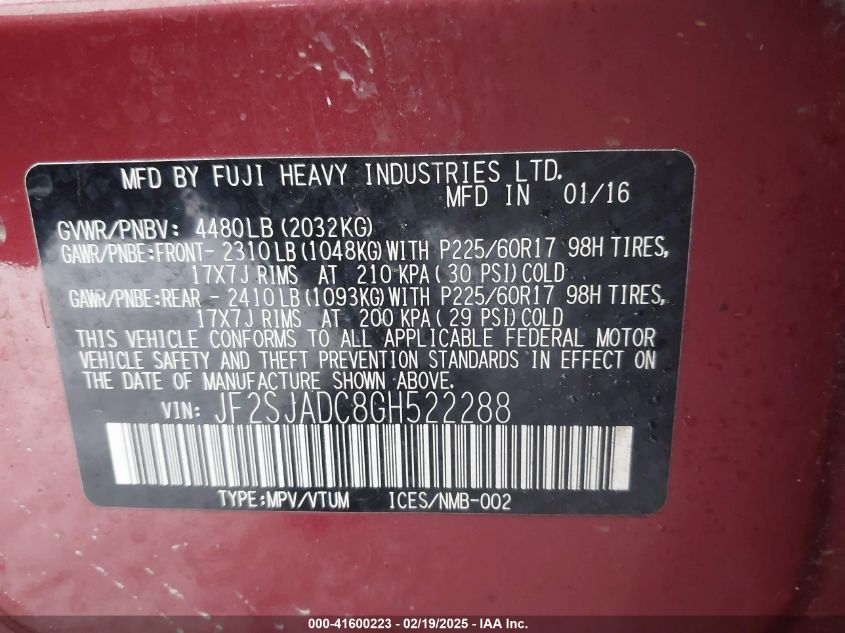 MFD BY FUJI HEAVY INDUSTRIES LTD.
MFD IN 01/16
GVWR/PNBV: 4480LB(2032KG)
GAWR/PNBE:FRONT- 2310LB(1048KG)WITH P225/60R17 98H TIRES,
17X7J RIMS AT 210KPA(30 PSI)COLD
GAWR/PNBE:REAR - 2410LB(1093KG)WITH P225/60R17 98H TIRES,
17X7J RIMS AT 200KPA(29 PSI)COLD
THIS VEHICLE CONFORMS TO ALL APPLICABLE FEDERAL MOTOR
VEHICLE SAFETY AND THEFT PREVENTION STANDARDS IN EFFECT ON
THE DATE OF MANUFACTURE SHOWN ABOVE.
VIN: JF2SJADC8GH522288
TYPE:MPV/VTUM ICES/NMB-002
000-41600223 - 02/19/2025 - IAA Inc.